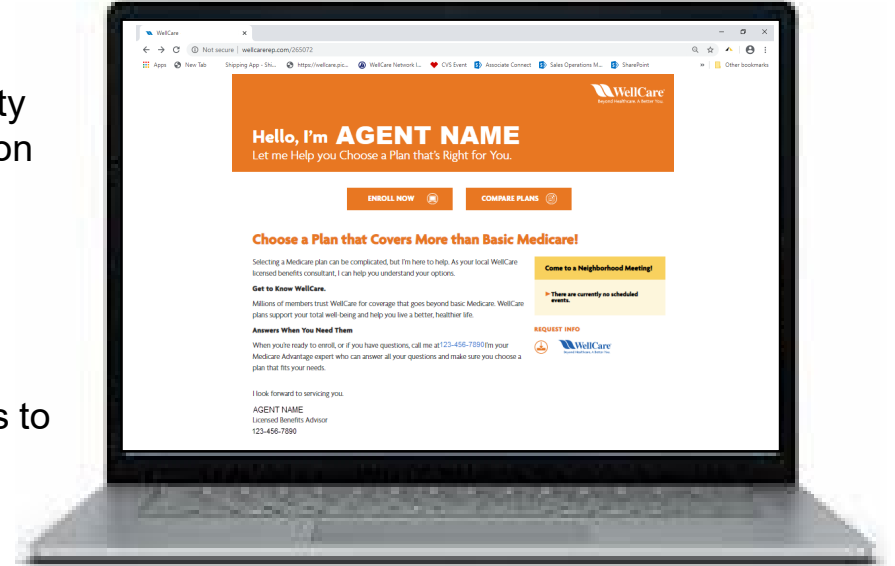 ty
on
s to
WellCare
Not secure | wellcarerep.com/265072
Apps New Tab Shipping App - Shi... https://wellcare.pic... WellCare Network I... CVS Event Associate Connect Sales Operations M... SharePoint » Other bookmarks
WellCare
Beyond Healthcare. A Better You.
Hello, I'm AGENT NAME
Let me Help you Choose a Plan that's Right for You.
ENROLL NOW COMPARE PLANS
Choose a Plan that Covers More than Basic Medicare!
Selecting a Medicare plan can be complicated, but I'm here to help. As your local WellCare
licensed benefits consultant, I can help you understand your options.
Get to Know WellCare.
Millions of members trust WellCare for coverage that goes beyond basic Medicare. WellCare
plans support your total well-being and help you live a better, healthier life.
Answers When You Need Them
When you're ready to enroll, or if you have questions, call me at123-456-7890I'm your
Medicare Advantage expert who can answer all your questions and make sure you choose a
plan that fits your needs.
I look forward to servicing you.
AGENT NAME
Licensed Benefits Advisor
123-456-7890
Come to a Neighborhood Meeting!
There are currently no scheduled
events.
REQUEST INFO
WellCare
Beyond Healthcare. A Better You.